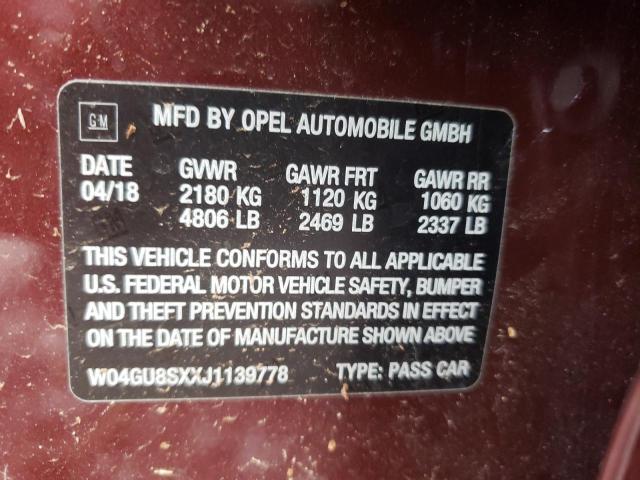 GM
MFD BY OPEL AUTOMOBILE GMBH
DATE GVWR GAWR FRT GAWR RR
04/18 2180 KG 1120 KG 1060 KG
4806 LB 2469 LB 2337 LB
THIS VEHICLE CONFORMS TO ALL APPLICABLE
U.S. FEDERAL MOTOR VEHICLE SAFETY, BUMPER
AND THEFT PREVENTION STANDARDS IN EFFECT
ON THE DATE OF MANUFACTURE SHOWN ABOVE
W04GU8SXXJ1139778 TYPE: PASS CAR